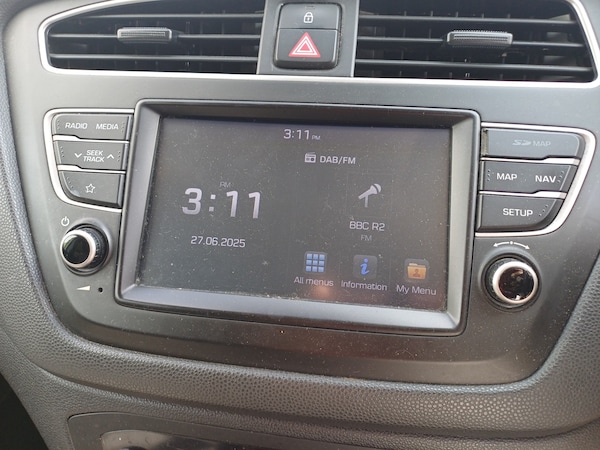 RADIO MEDIA
SEEK
TRACK
3:11 PM
DAB/FM
PM
3:11
27.06.2025
BBC R2
FM
All menus
Information
My Menu
SD MAP
MAP NAV
SETUP